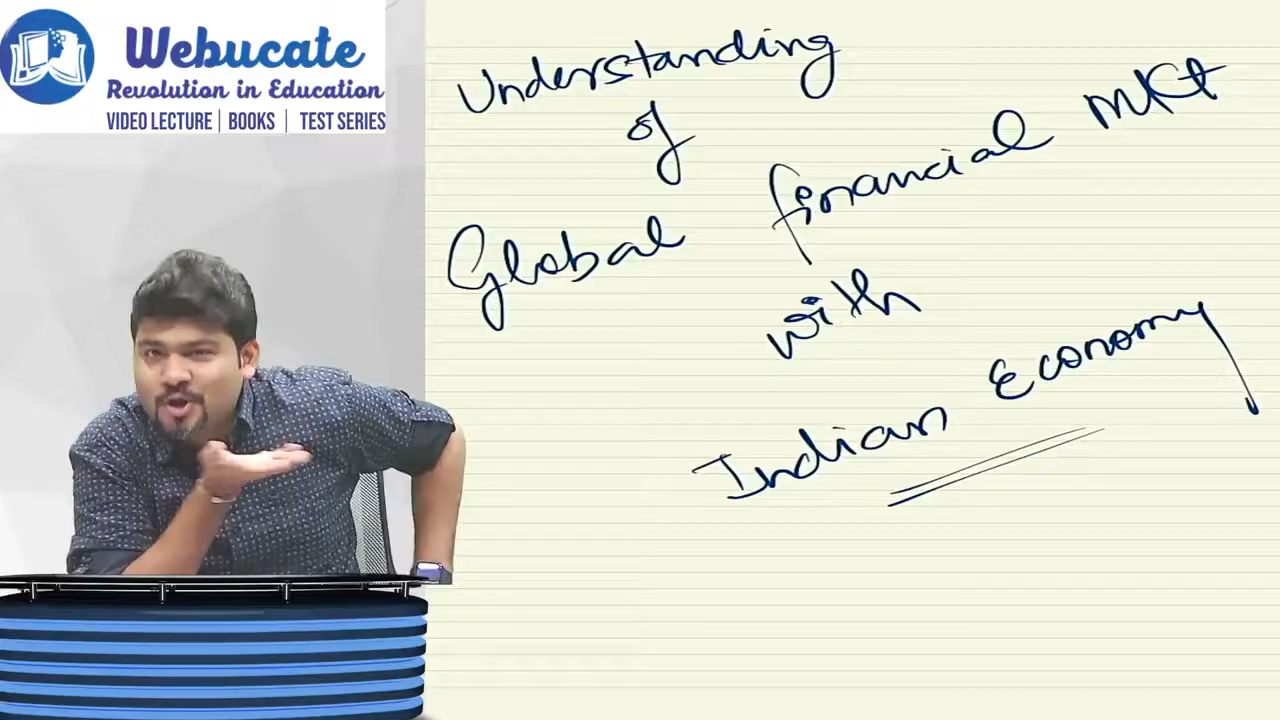 Webucate
Revolution in Education
VIDEO LECTURE | BOOKS | TEST SERIES
Understanding
of
Global financial MKt
with
Indian Economy